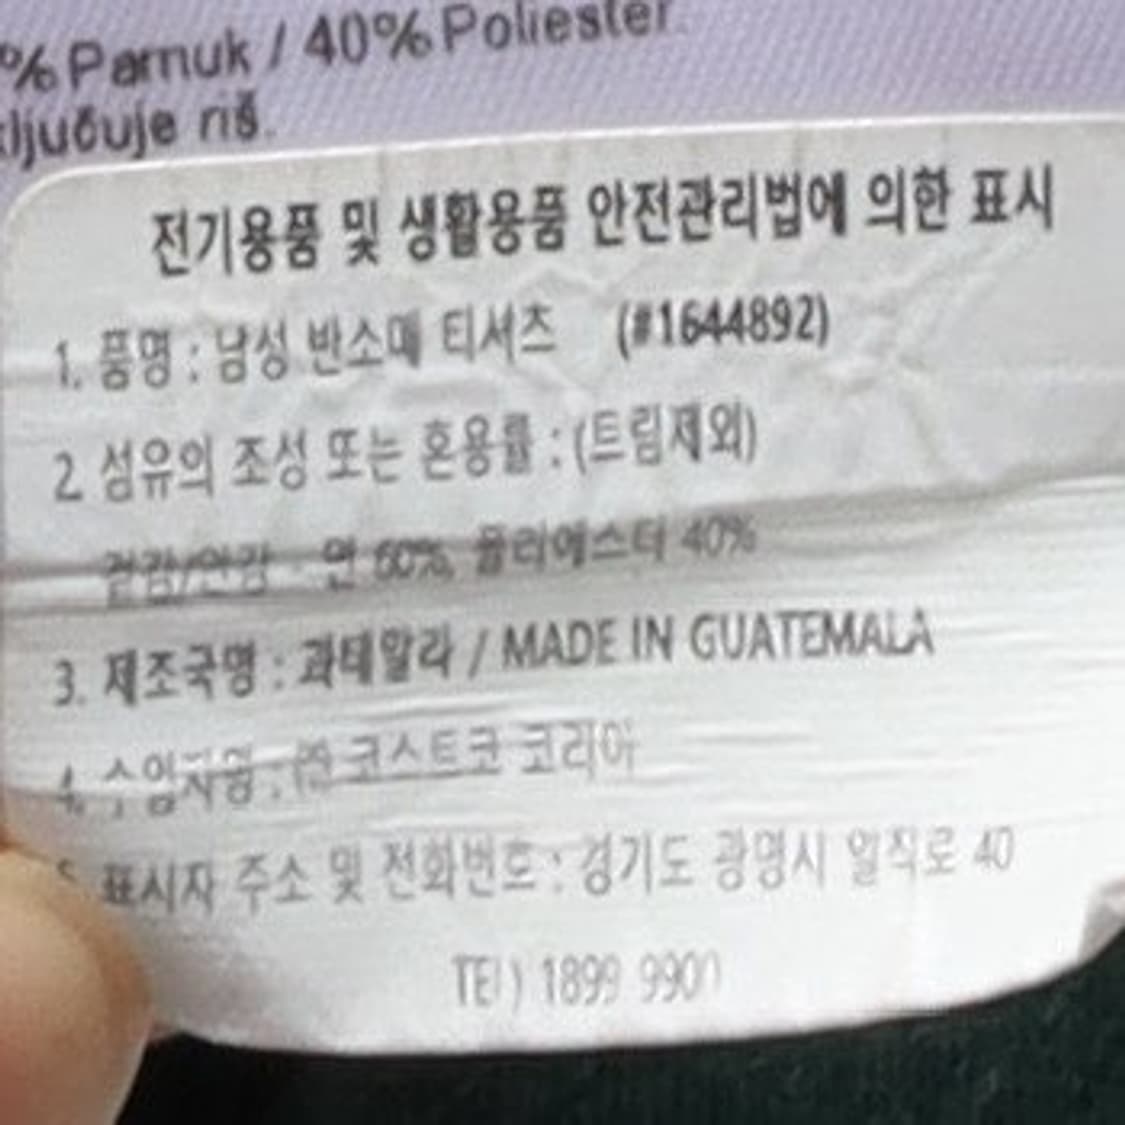 % Pamuk / 40% Poliester
ključuje riš.
전기용품 및 생활용품 안전관리법에 의한 표시
1. 품명 : 남성 반소매 티셔츠 (#1644892)
2. 섬유의 조성 또는 혼용률 : (트림제외)
겉감/안감 : 면 60%, 폴리에스터 40%
3. 제조국명 : 과테말라 / MADE IN GUATEMALA
4. 수입자명 : ㈜ 코스트코 코리아
5. 표시자 주소 및 전화번호 : 경기도 광명시 일직로 40
TEL) 1899 9900